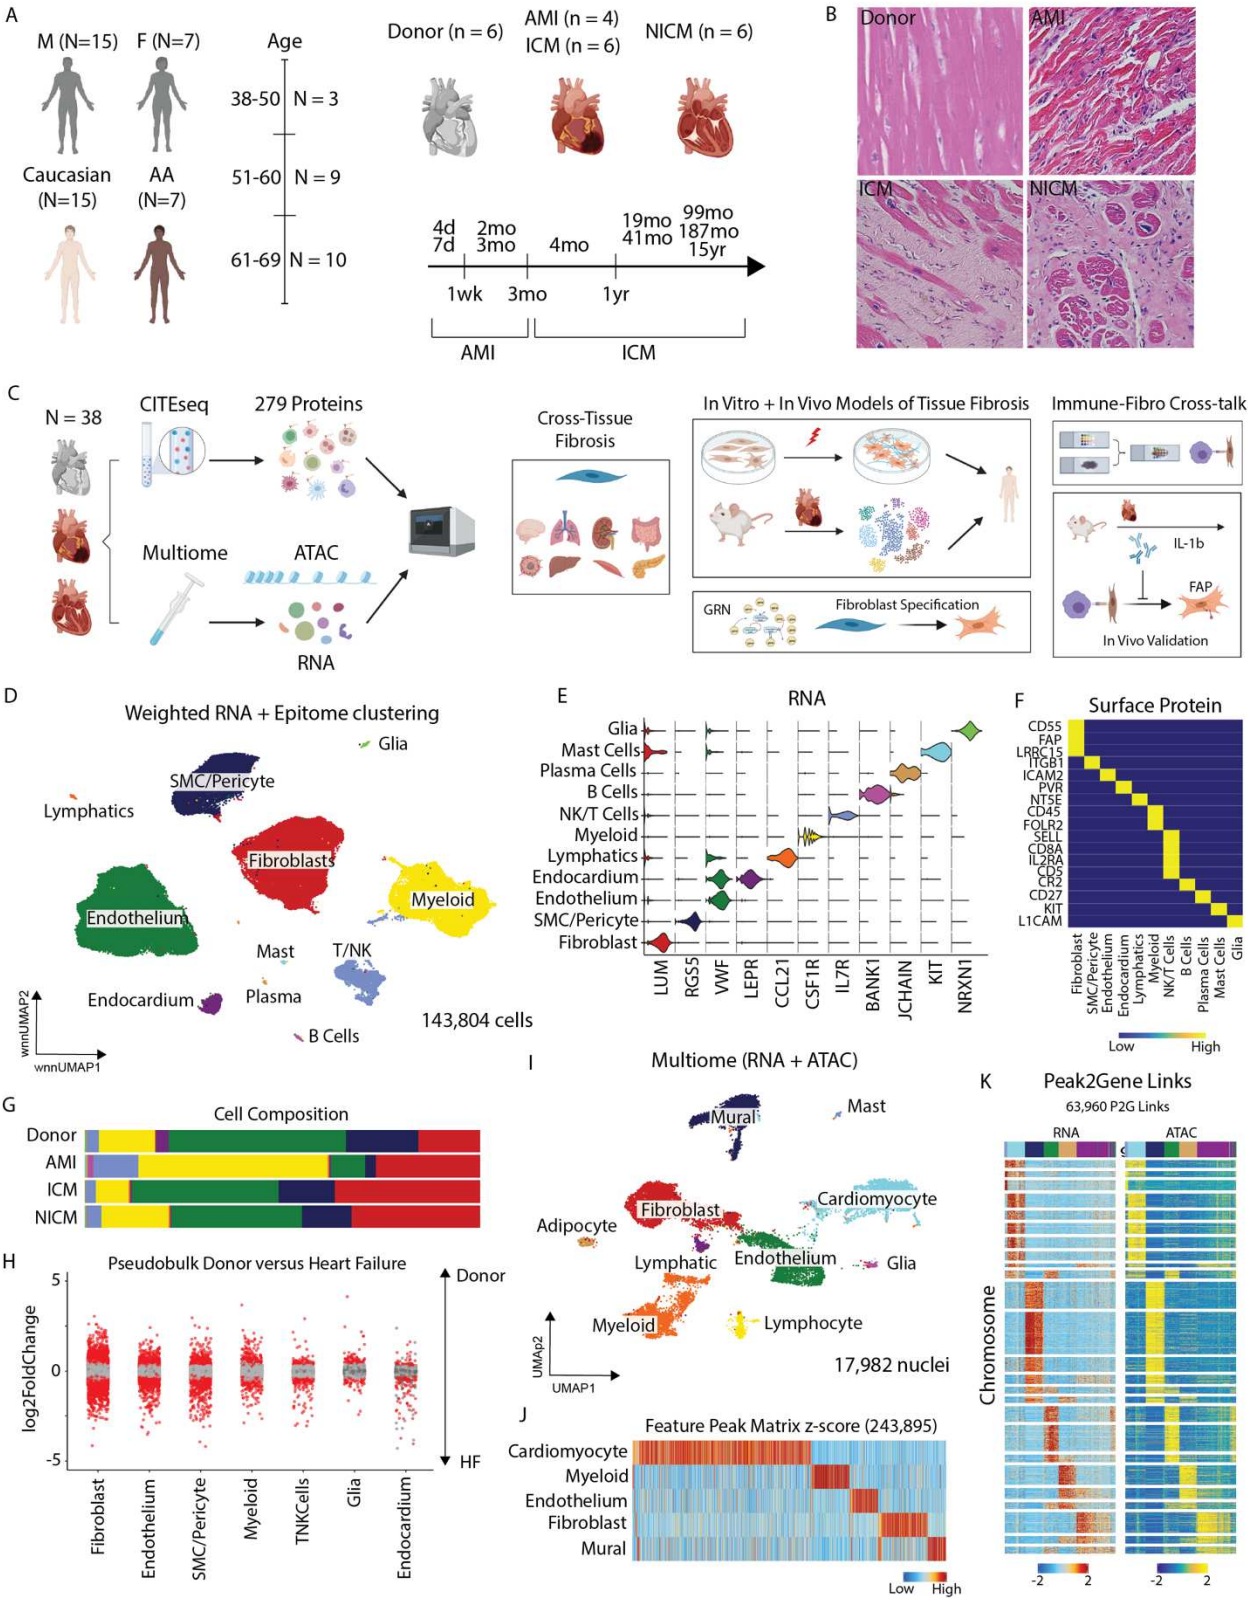 A
M (N=15)
F (N=7)
Caucasian
(N=15)
AA
(N=7)
Age
38-50
N = 3
51-60
N = 9
61-69
N = 10
Donor (n = 6)
AMI (n = 4)
ICM (n = 6)
NICM (n = 6)
4d
7d
2mo
3mo
4mo
19mo
41mo
99mo
187mo
15yr
1wk
3mo
1yr
AMI
ICM
B
Donor
AMI
ICM
NICM
C
N = 38
CITEseq
279 Proteins
Multiome
ATAC
RNA
Cross-Tissue
Fibrosis
In Vitro + In Vivo Models of Tissue Fibrosis
GRN
Fibroblast Specification
Immune-Fibro Cross-talk
IL-1b
FAP
In Vivo Validation
D
Weighted RNA + Epitome clustering
Glia
SMC/Pericyte
Lymphatics
Fibroblasts
Myeloid
Endothelium
Mast
T/NK
Plasma
Endocardium
B Cells
143,804 cells
wnnUMAP2
wnnUMAP1
E
RNA
Glia
Mast Cells
Plasma Cells
B Cells
NK/T Cells
Myeloid
Lymphatics
Endocardium
Endothelium
SMC/Pericyte
Fibroblast
LUM
RGS5
VWF
LEPR
CCL21
CSF1R
IL7R
BANK1
JCHAIN
KIT
NRXN1
F
Surface Protein
CD55
FAP
LRRC15
ITGB1
ICAM2
PVR
NT5E
CD45
FOLR2
SELL
CD8A
IL2RA
CD5
CR2
CD27
KIT
L1CAM
Fibroblast
SMC/Pericyte
Endothelium
Endocardium
Lymphatics
Myeloid
NK/T Cells
B Cells
Plasma Cells
Mast Cells
Glia
Low
High
G
Cell Composition
Donor
AMI
ICM
NICM
H
Pseudobulk Donor versus Heart Failure
log2FoldChange
5
0
−5
Donor
HF
Fibroblast
Endothelium
SMC/Pericyte
Myeloid
TNKCells
Glia
Endocardium
I
Multiome (RNA + ATAC)
Mural
Mast
Cardiomyocyte
Fibroblast
Adipocyte
Lymphatic
Endothelium
Glia
Myeloid
Lymphocyte
17,982 nuclei
UMAp2
UMAP1
J
Feature Peak Matrix z-score (243,895)
Cardiomyocyte
Myeloid
Endothelium
Fibroblast
Mural
Low
High
K
Peak2Gene Links
63,960 P2G Links
RNA
ATAC
Chromosome
-2
2
-2
2